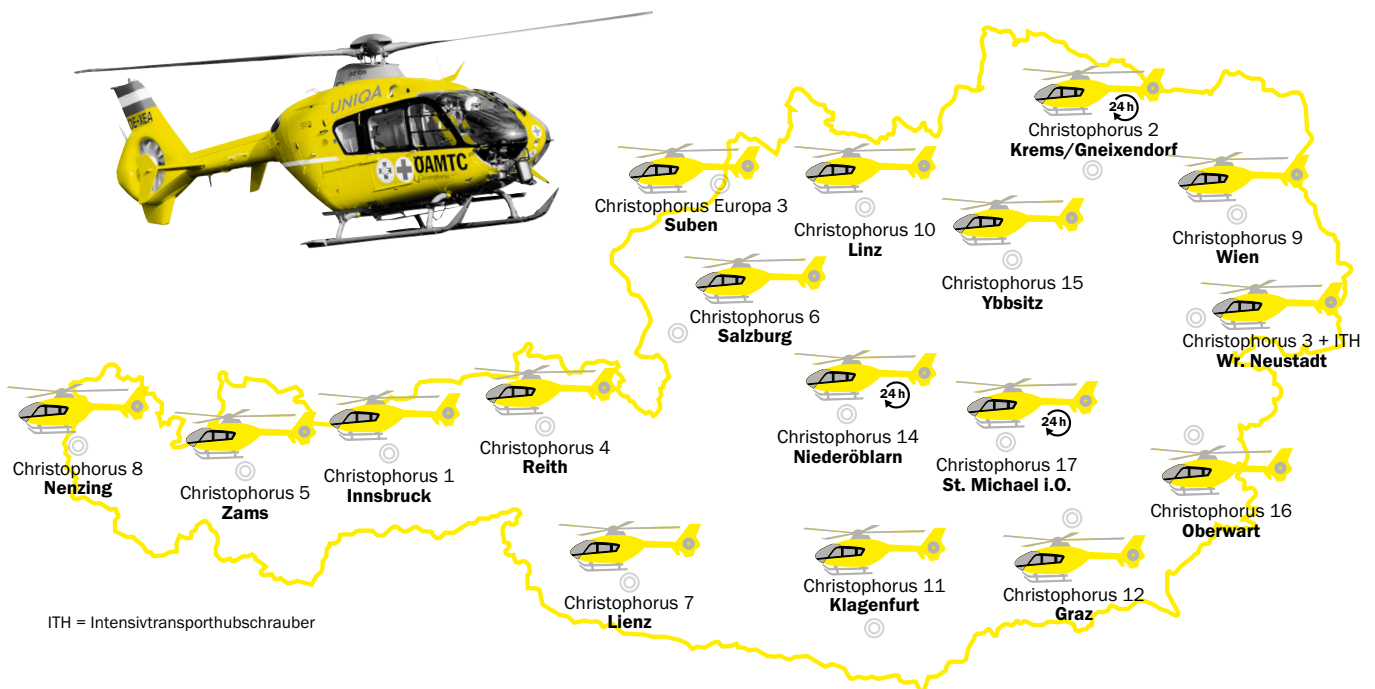 UNIQA
ÖAMTC
OE-XEA
24 h
Christophorus 2
Krems/Gneixendorf
Christophorus Europa 3
Suben
Christophorus 10
Linz
Christophorus 9
Wien
Christophorus 15
Ybbsitz
Christophorus 6
Salzburg
Christophorus 3 + ITH
Wr. Neustadt
24 h
Christophorus 14
Niederöblarn
24 h
Christophorus 17
St. Michael i.O.
Christophorus 4
Reith
Christophorus 8
Nenzing
Christophorus 5
Zams
Christophorus 1
Innsbruck
Christophorus 16
Oberwart
Christophorus 7
Lienz
Christophorus 11
Klagenfurt
Christophorus 12
Graz
ITH = Intensivtransporthubschrauber